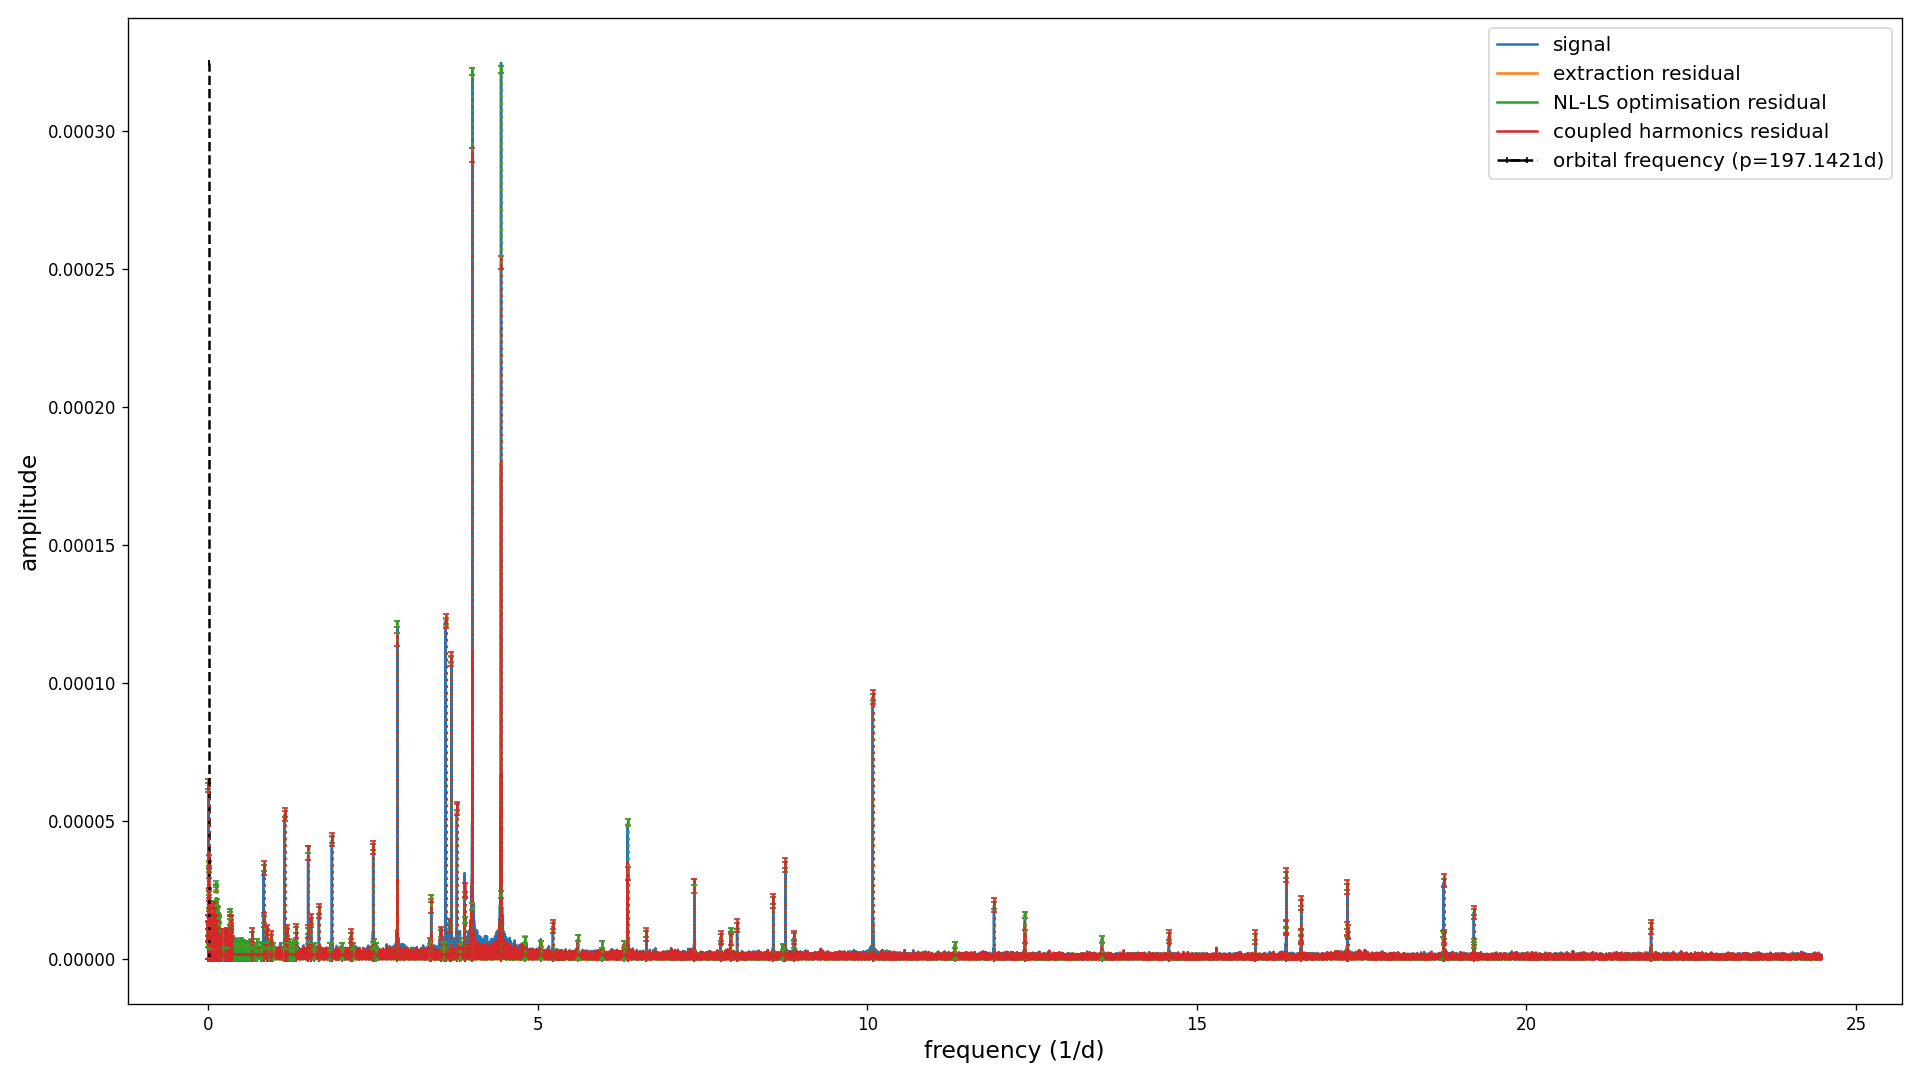 signal
extraction residual
NL-LS optimisation residual
coupled harmonics residual
orbital frequency (p=197.1421d)
0.00030
0.00025
0.00020
0.00015
0.00010
0.00005
0.00000
amplitude
0 5 10 15 20 25
frequency (1/d)